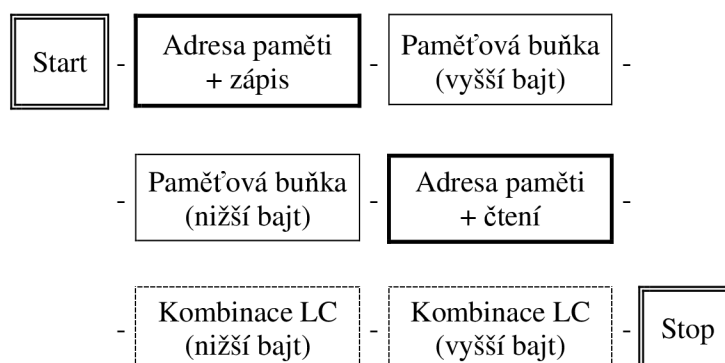 Start - Adresa paměti - Paměťová buňka -
+ zápis (vyšší bajt)
- Paměťová buňka - Adresa paměti -
(nižší bajt) + čtení
- Kombinace LC - Kombinace LC - Stop
(nižší bajt) (vyšší bajt)